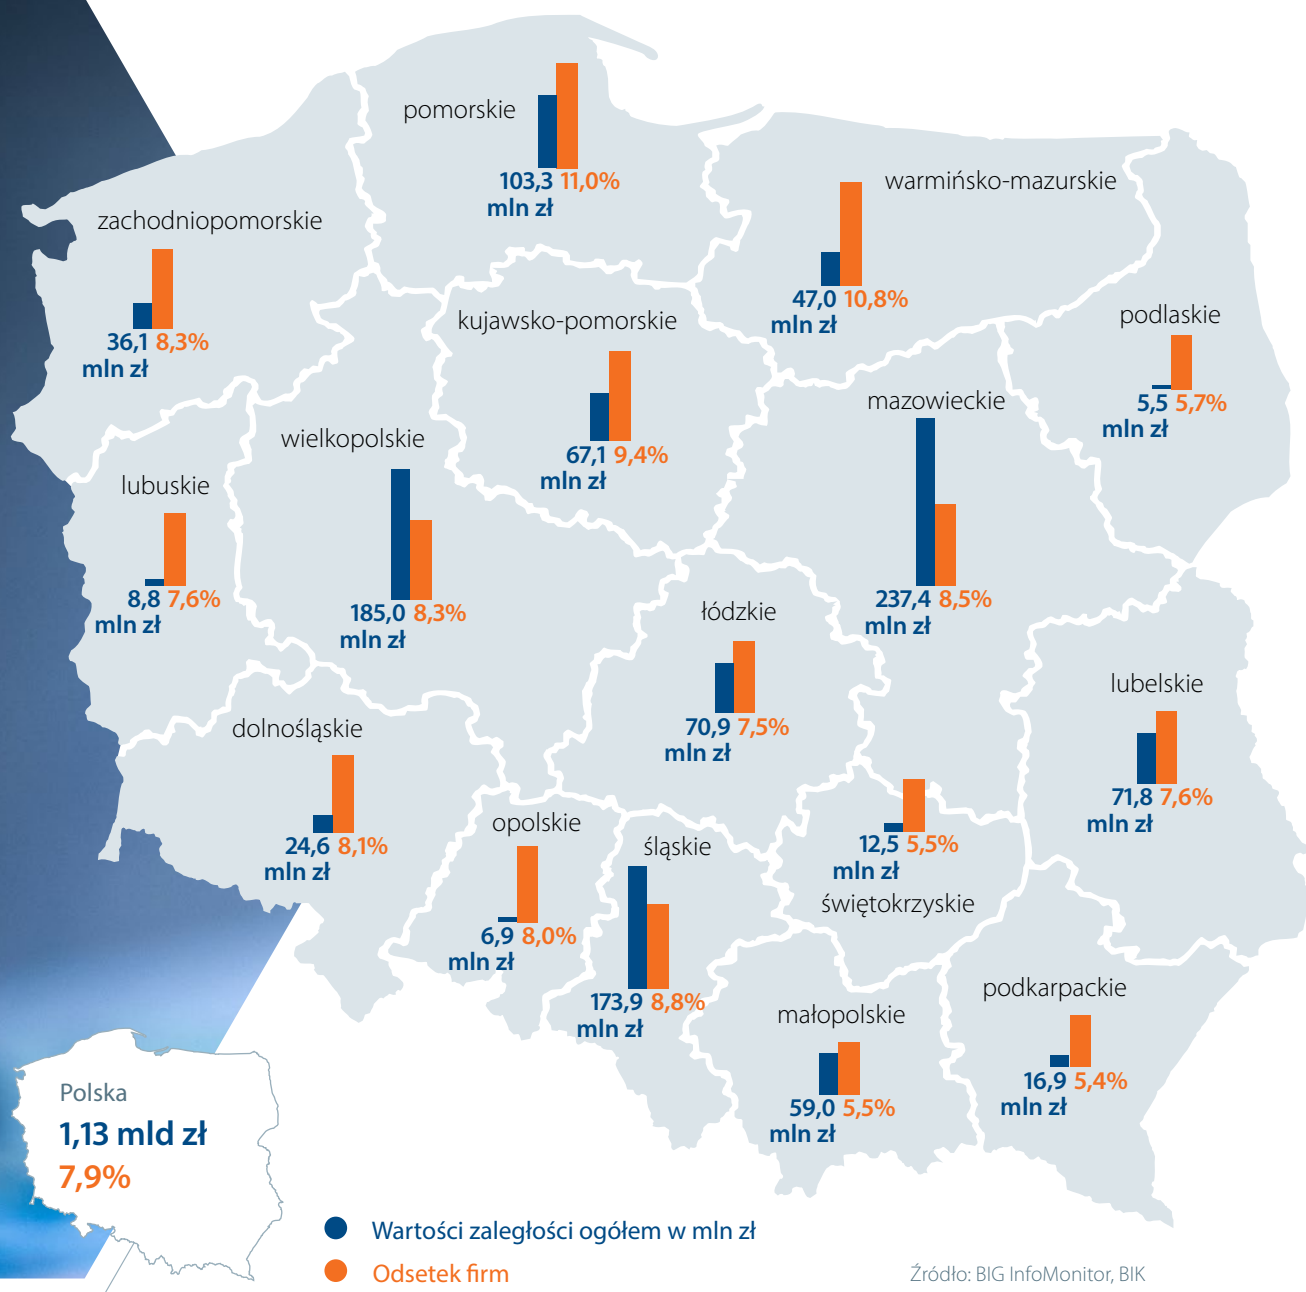 pomorskie
103,3 11,0%
mln zł
warmińsko-mazurskie
47,0 10,8%
mln zł
zachodniopomorskie
36,1 8,3%
mln zł
kujawsko-pomorskie
67,1 9,4%
mln zł
podlaskie
5,5 5,7%
mln zł
mazowieckie
237,4 8,5%
mln zł
wielkopolskie
185,0 8,3%
mln zł
lubuskie
8,8 7,6%
mln zł
łódzkie
70,9 7,5%
mln zł
lubelskie
71,8 7,6%
mln zł
dolnośląskie
24,6 8,1%
mln zł
opolskie
6,9 8,0%
mln zł
śląskie
173,9 8,8%
mln zł
12,5 5,5%
mln zł
świętokrzyskie
małopolskie
59,0 5,5%
mln zł
podkarpackie
16,9 5,4%
mln zł
Polska
1,13 mld zł
7,9%
Wartości zaległości ogółem w mln zł
Odsetek firm
Źródło: BIG InfoMonitor, BIK